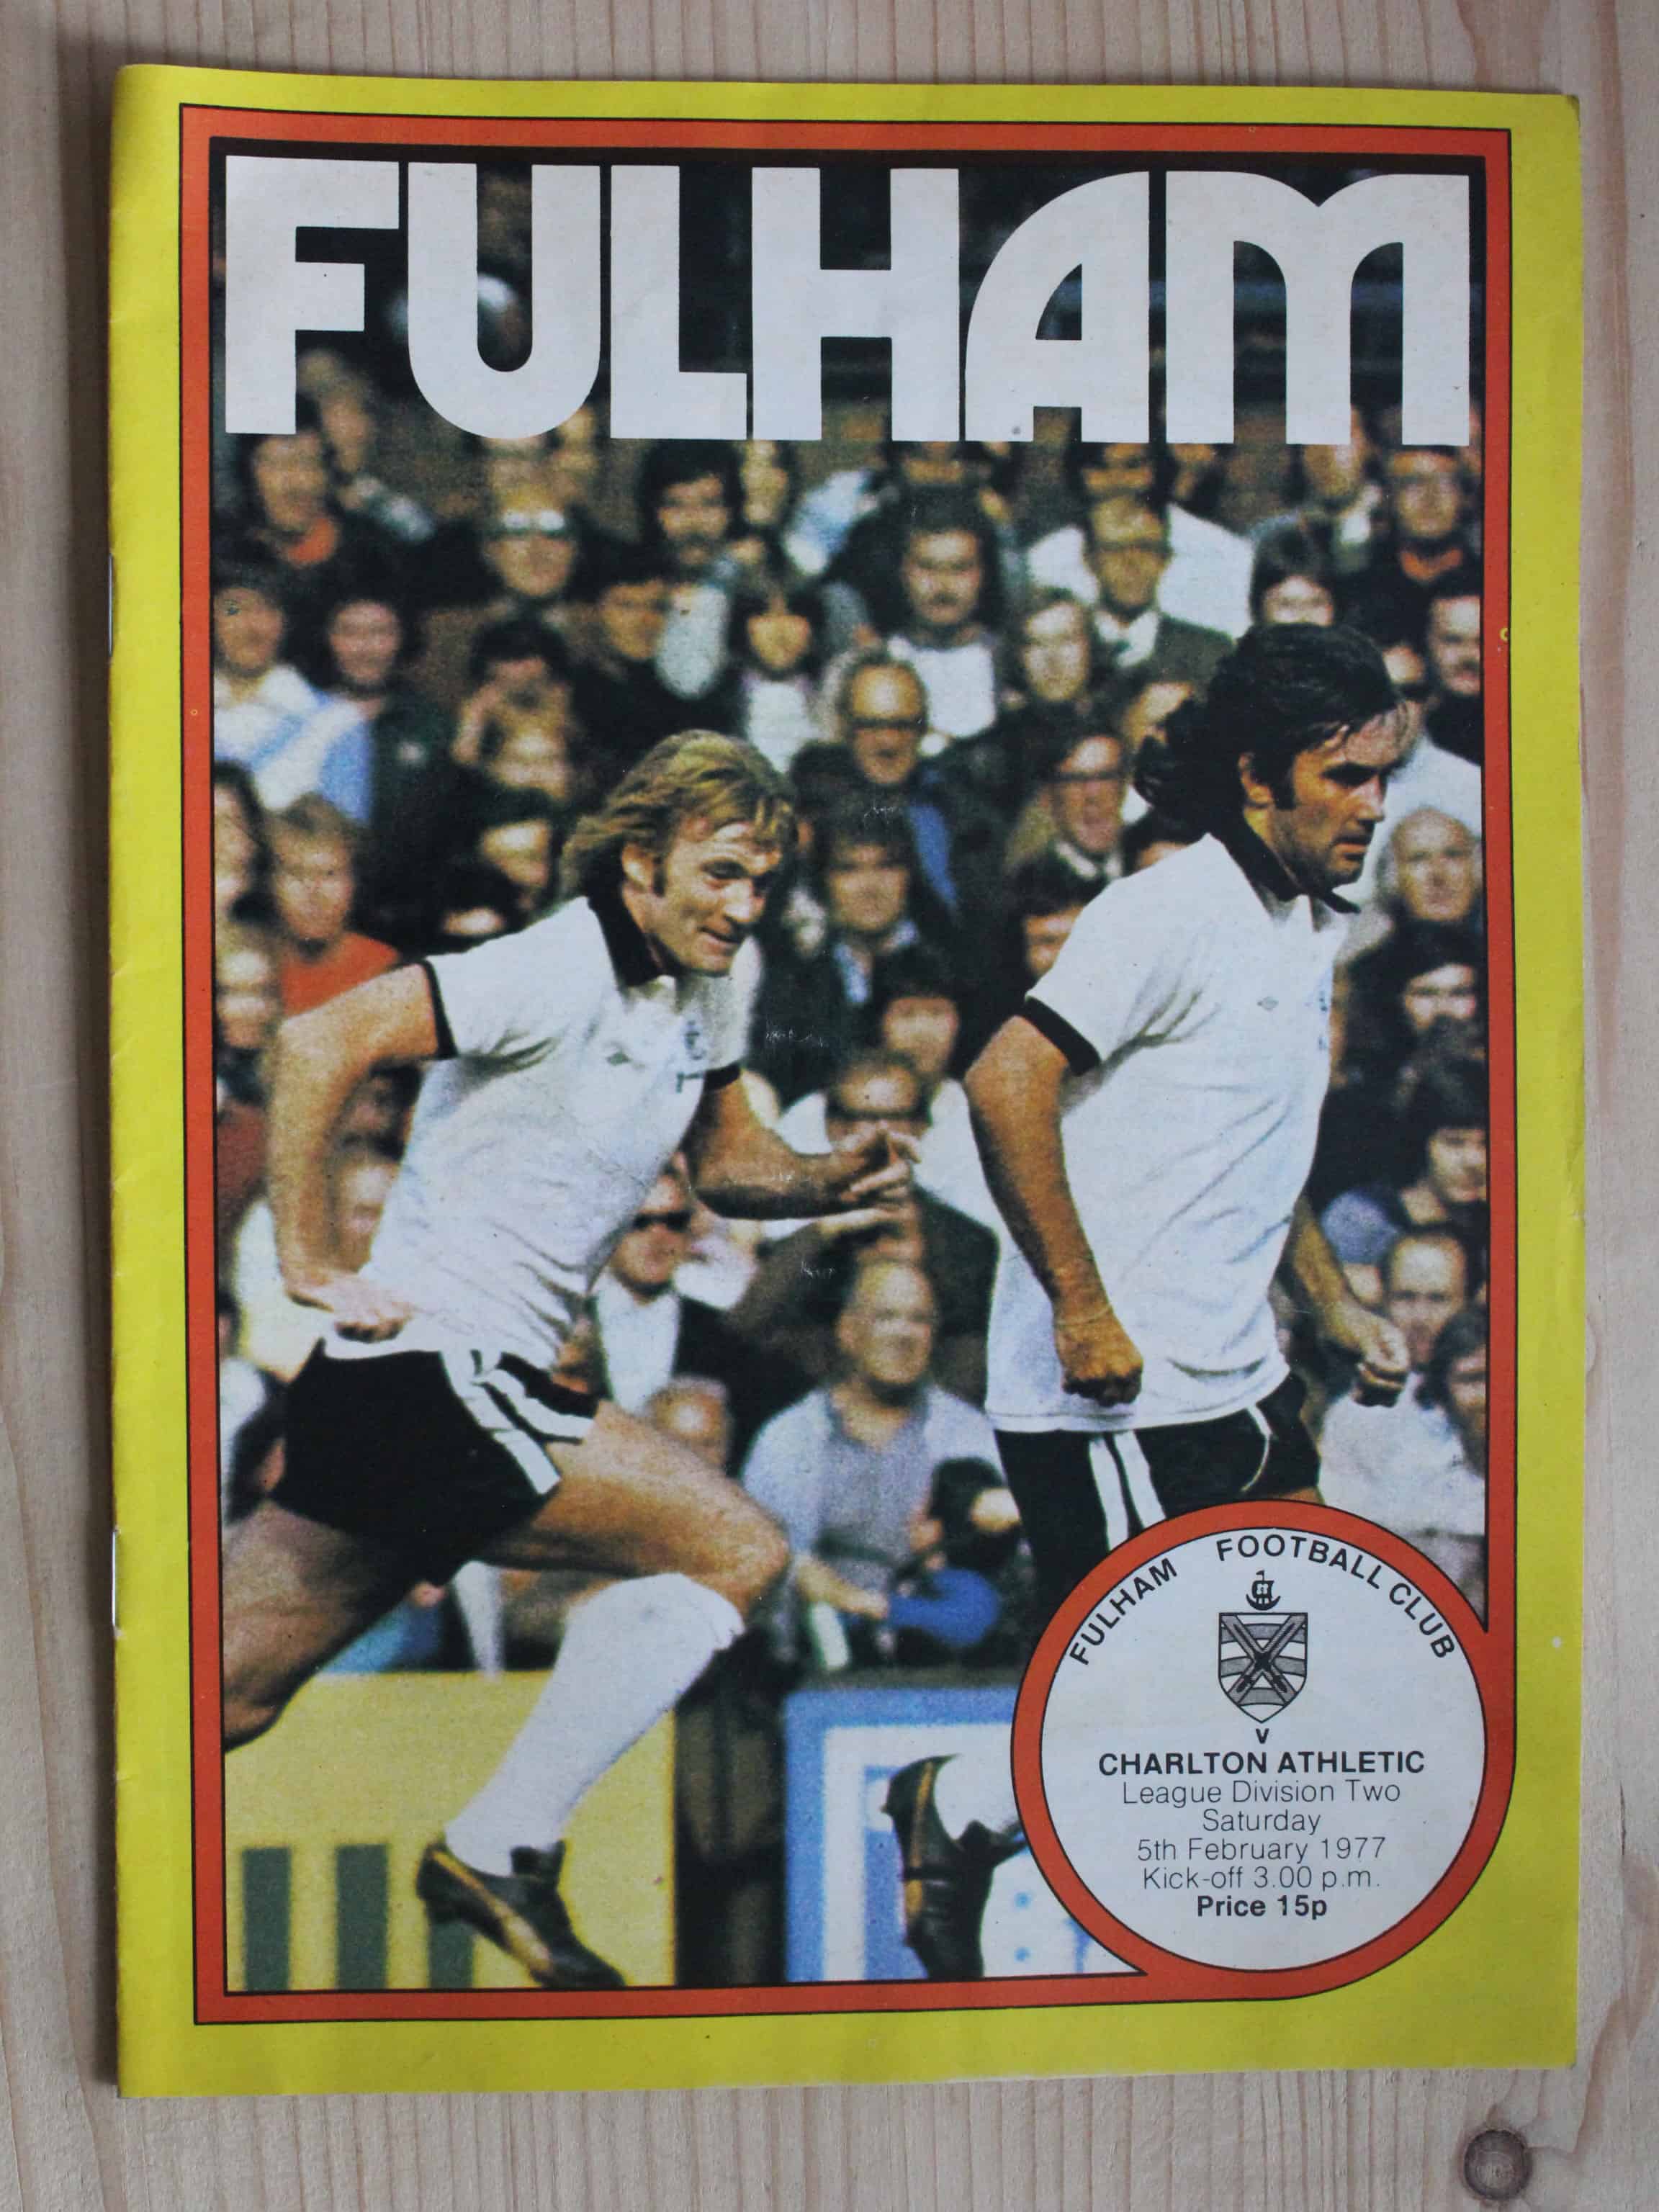 FULHAM
FULHAM FOOTBALL CLUB
V
CHARLTON ATHLETIC
League Division Two
Saturday
5th February 1977
Kick-off 3.00 p.m.
Price 15p